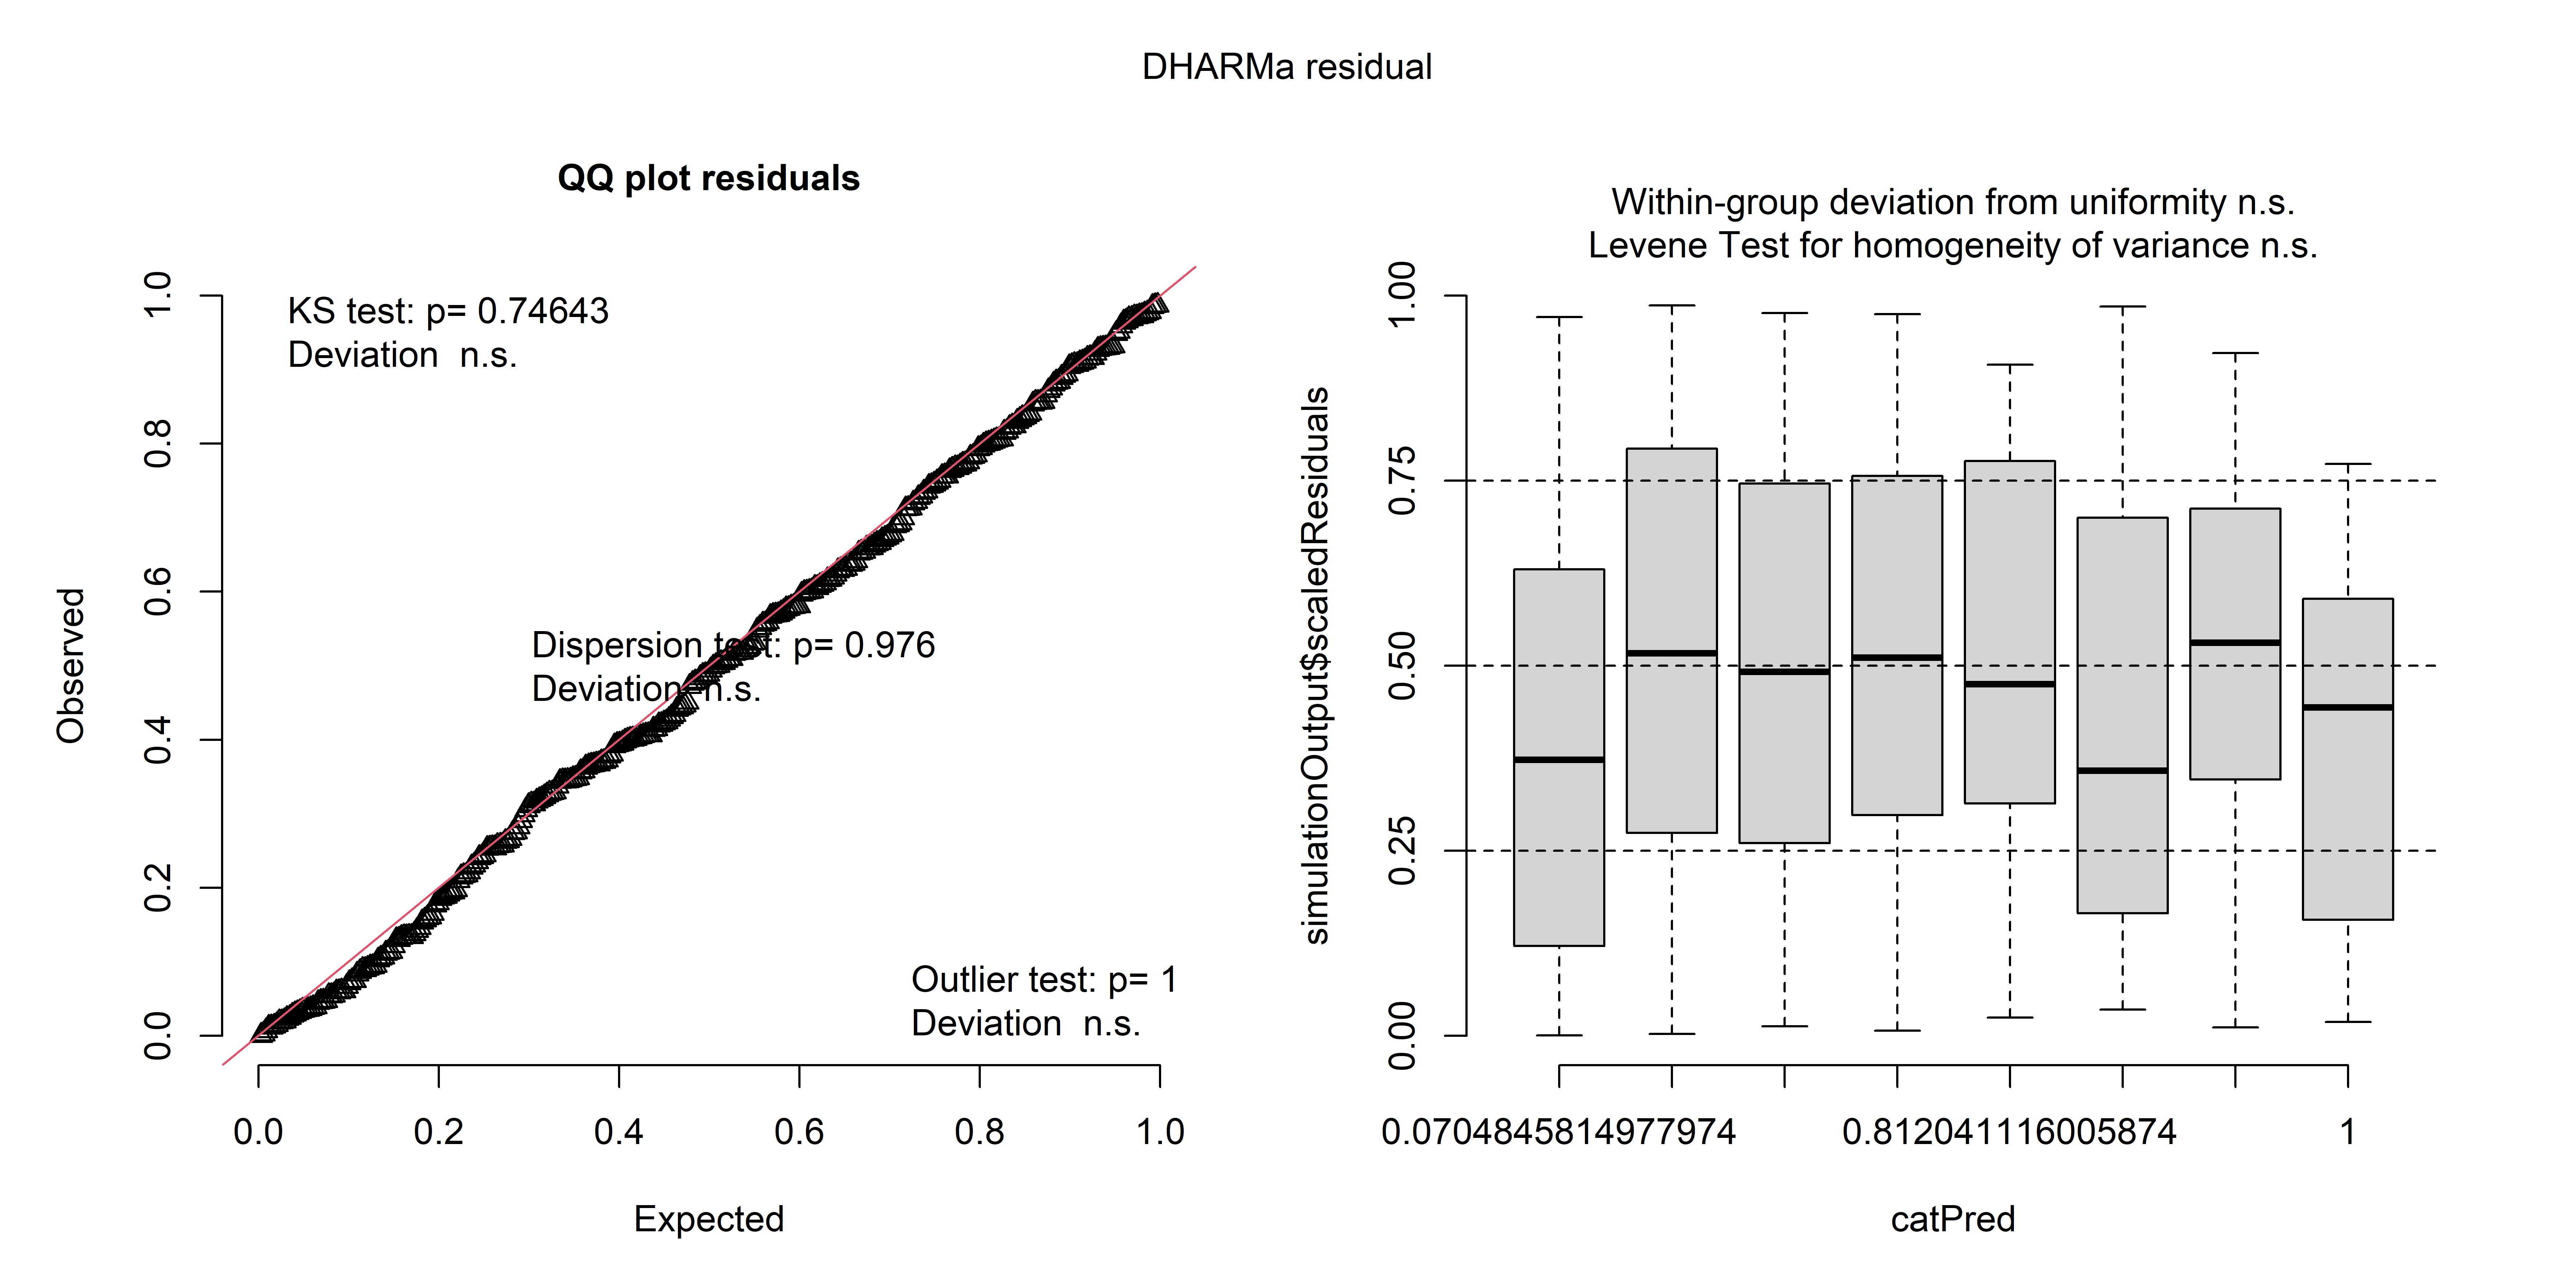 DHARMa residual
QQ plot residuals
KS test: p= 0.74643
Deviation  n.s.
Dispersion test: p= 0.976
Deviation  n.s.
Outlier test: p= 1
Deviation  n.s.
Observed
1.0
0.8
0.6
0.4
0.2
0.0
0.0 0.2 0.4 0.6 0.8 1.0
Expected
Within-group deviation from uniformity n.s.
Levene Test for homogeneity of variance n.s.
simulationOutput$scaledResiduals
1.00
0.75
0.50
0.25
0.00
0.0704845814977974 0.812041116005874 1
catPred